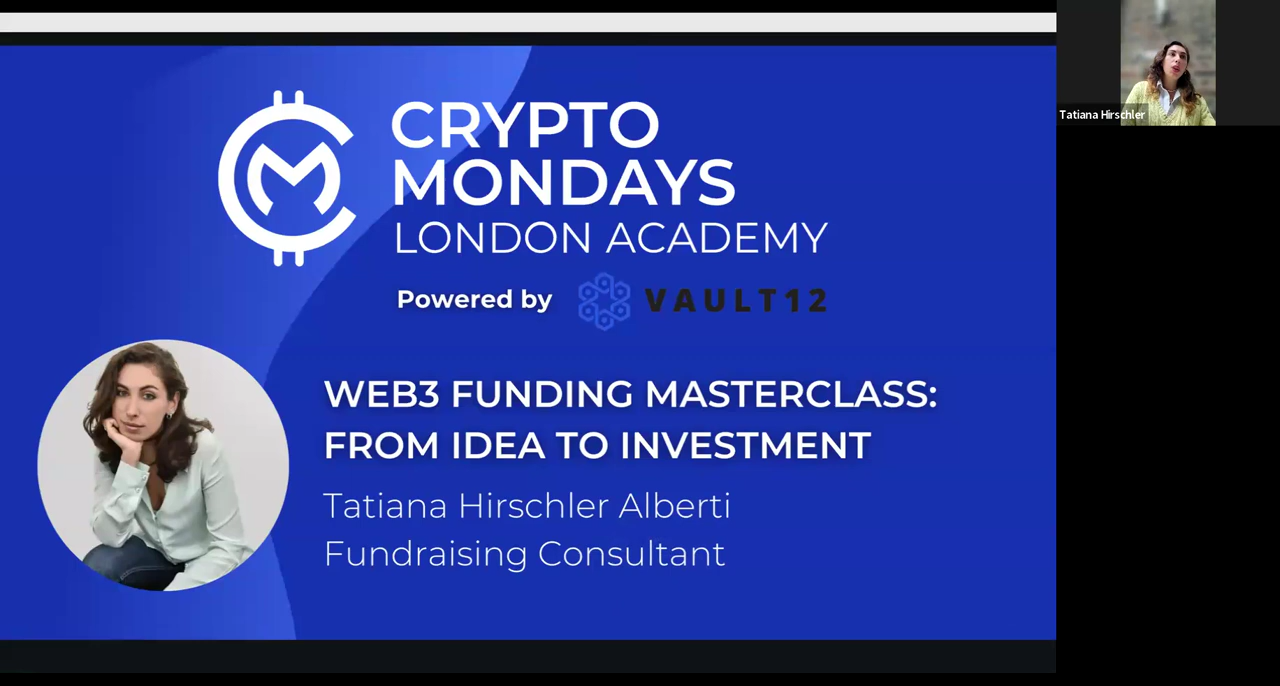 CRYPTO
MONDAYS
LONDON ACADEMY
Powered by VAULT12
WEB3 FUNDING MASTERCLASS:
FROM IDEA TO INVESTMENT
Tatiana Hirschler Alberti
Fundraising Consultant
Tatiana Hirschler